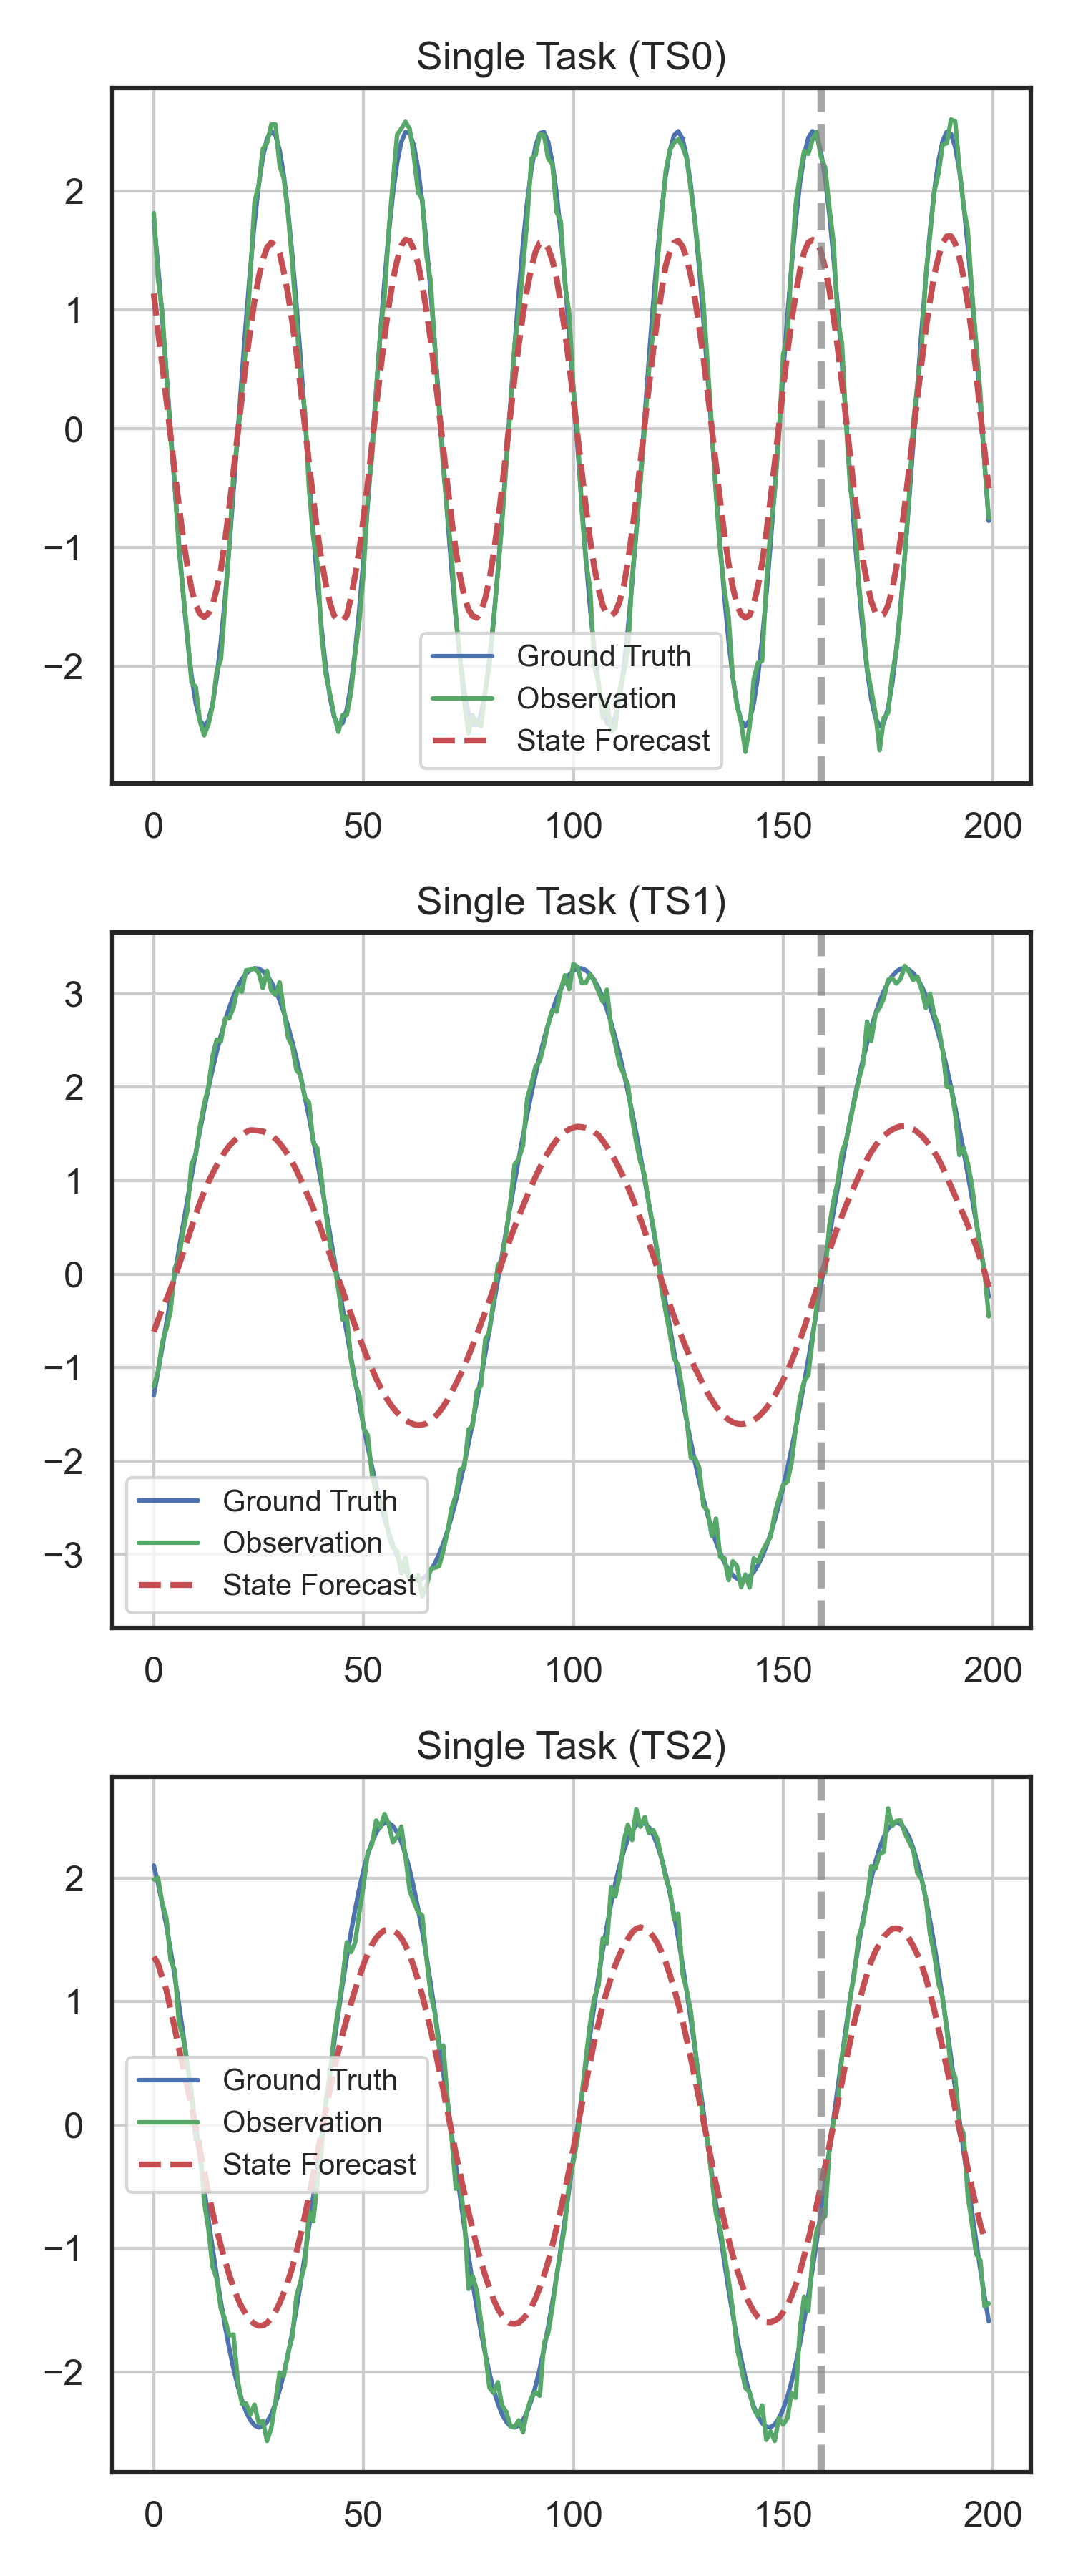 Single Task (TS0)
2
1
0
−1
−2
Ground Truth
Observation
State Forecast
0 50 100 150 200
Single Task (TS1)
3
2
1
0
−1
−2
−3
Ground Truth
Observation
State Forecast
0 50 100 150 200
Single Task (TS2)
2
1
0
−1
−2
Ground Truth
Observation
State Forecast
0 50 100 150 200